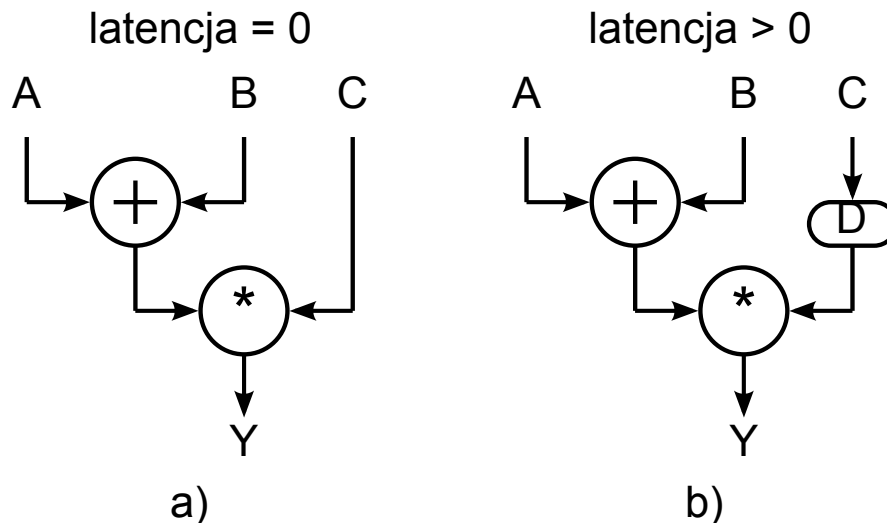 latencja = 0 latencja > 0
A B C A B C
+ + D
* *
Y Y
a) b)